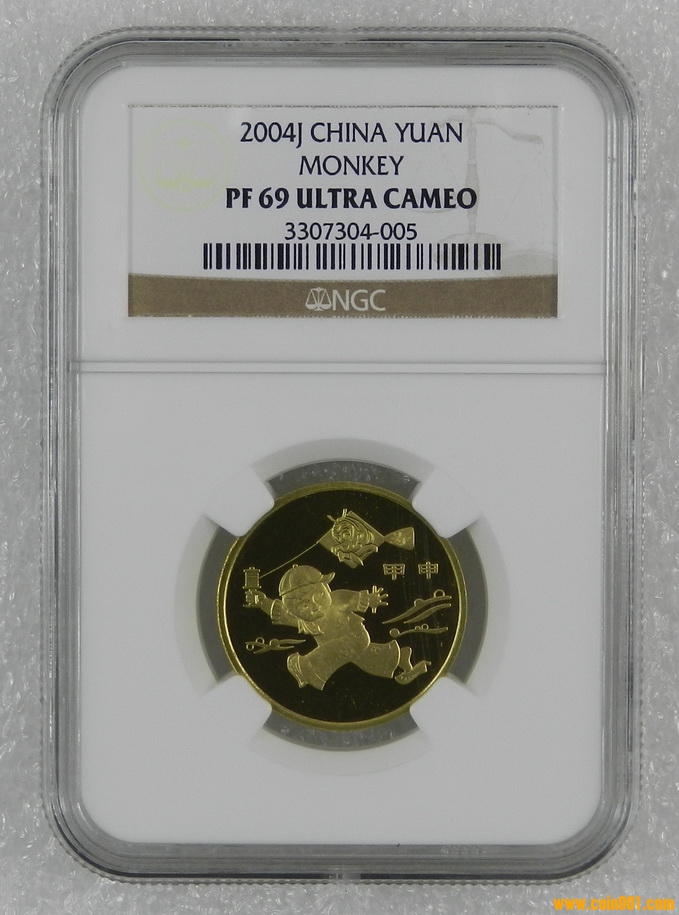 2004J CHINA YUAN
MONKEY
PF 69 ULTRA CAMEO
3307304-005
NGC
甲申
www.coin001.com